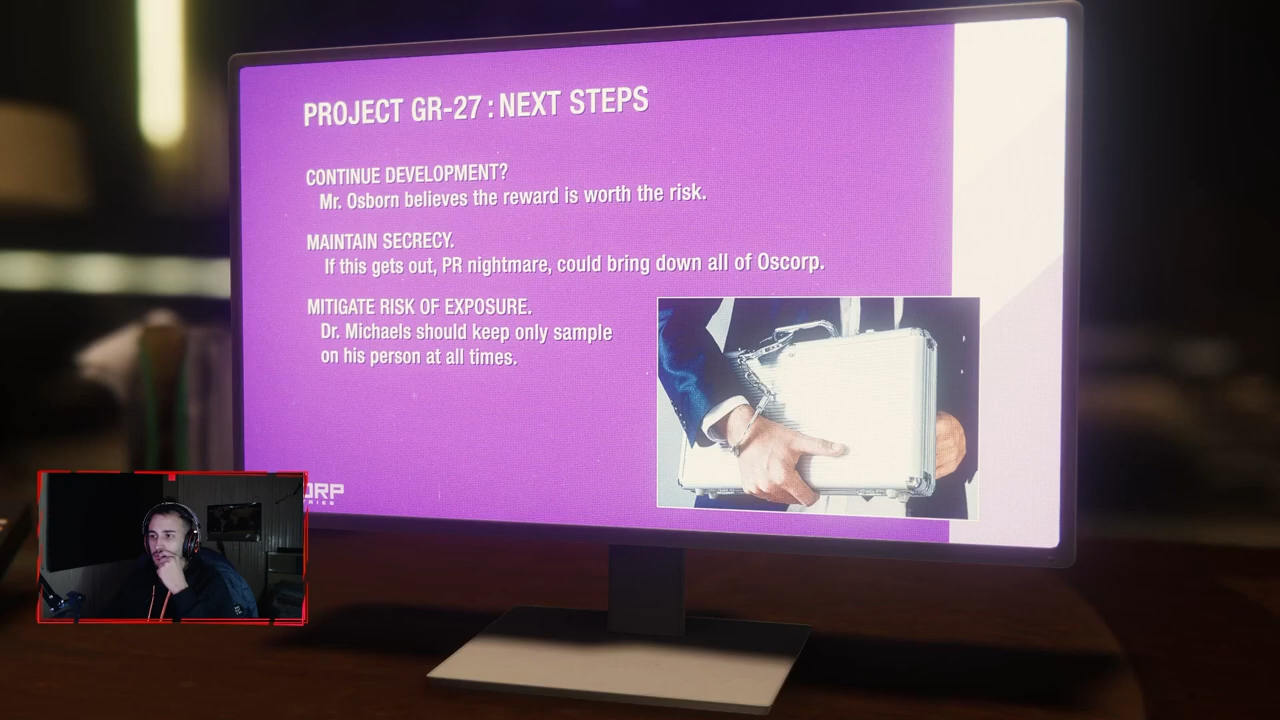 PROJECT GR-27 : NEXT STEPS
CONTINUE DEVELOPMENT?
Mr. Osborn believes the reward is worth the risk.
MAINTAIN SECRECY.
If this gets out, PR nightmare, could bring down all of Oscorp.
MITIGATE RISK OF EXPOSURE.
Dr. Michaels should keep only sample
on his person at all times.